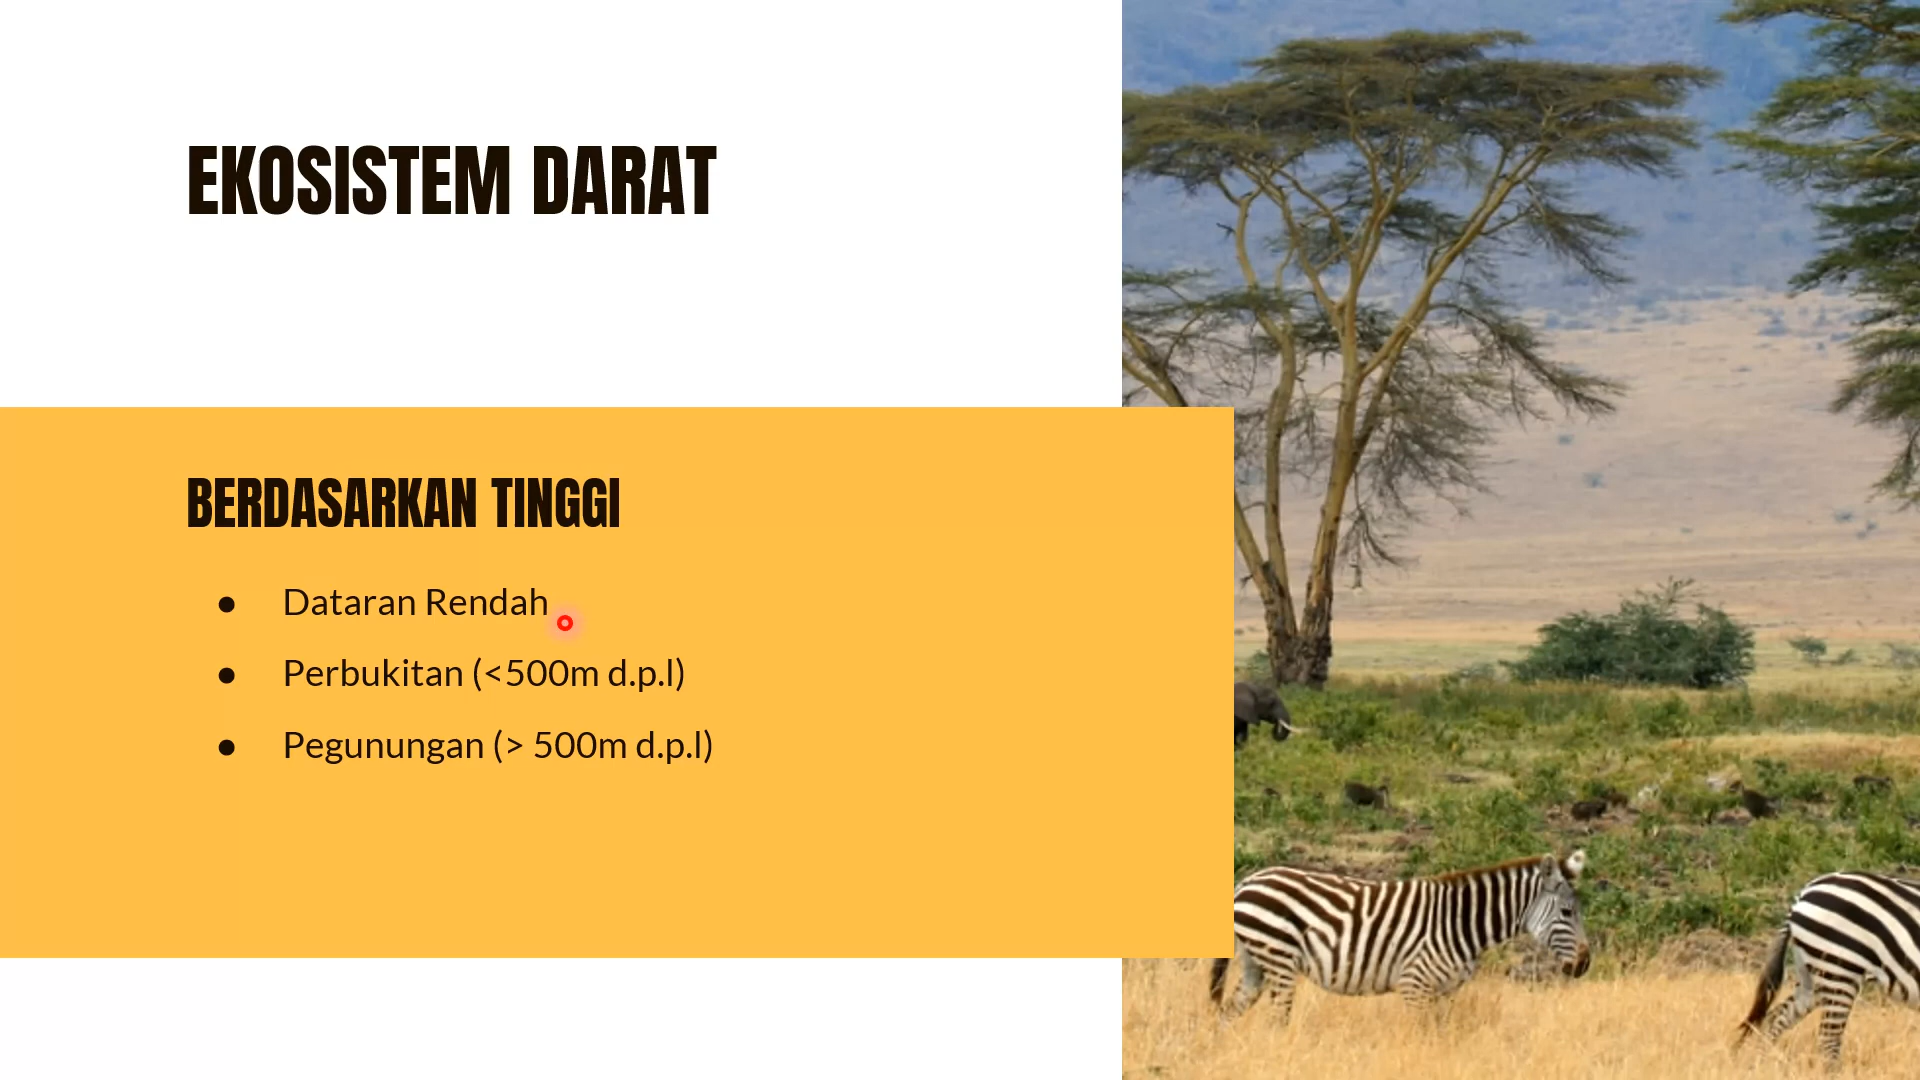 EKOSISTEM DARAT
BERDASARKAN TINGGI
● Dataran Rendah
● Perbukitan (<500m d.p.l)
● Pegunungan (> 500m d.p.l)